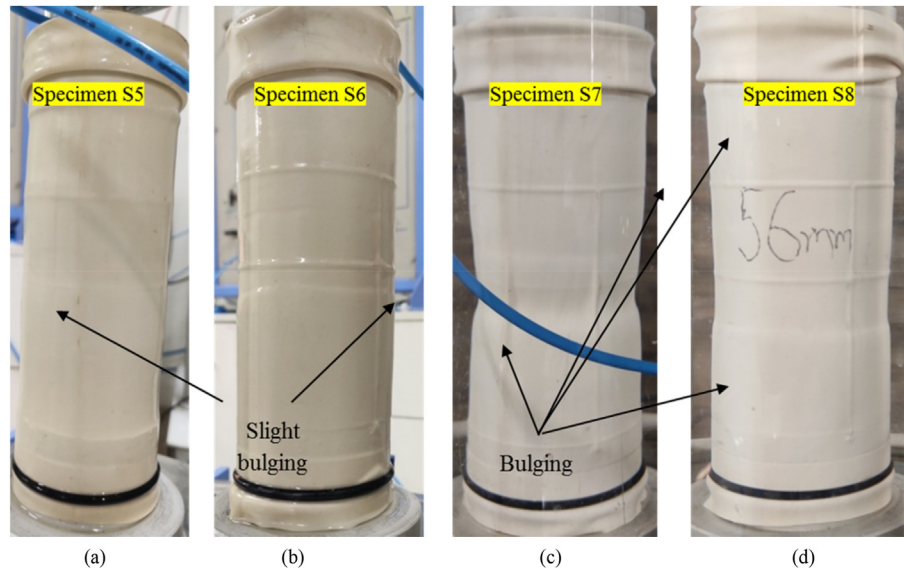 Specimen S5
Specimen S6
Specimen S7
Specimen S8
56mm
Slight
bulging
Bulging
(a)
(b)
(c)
(d)